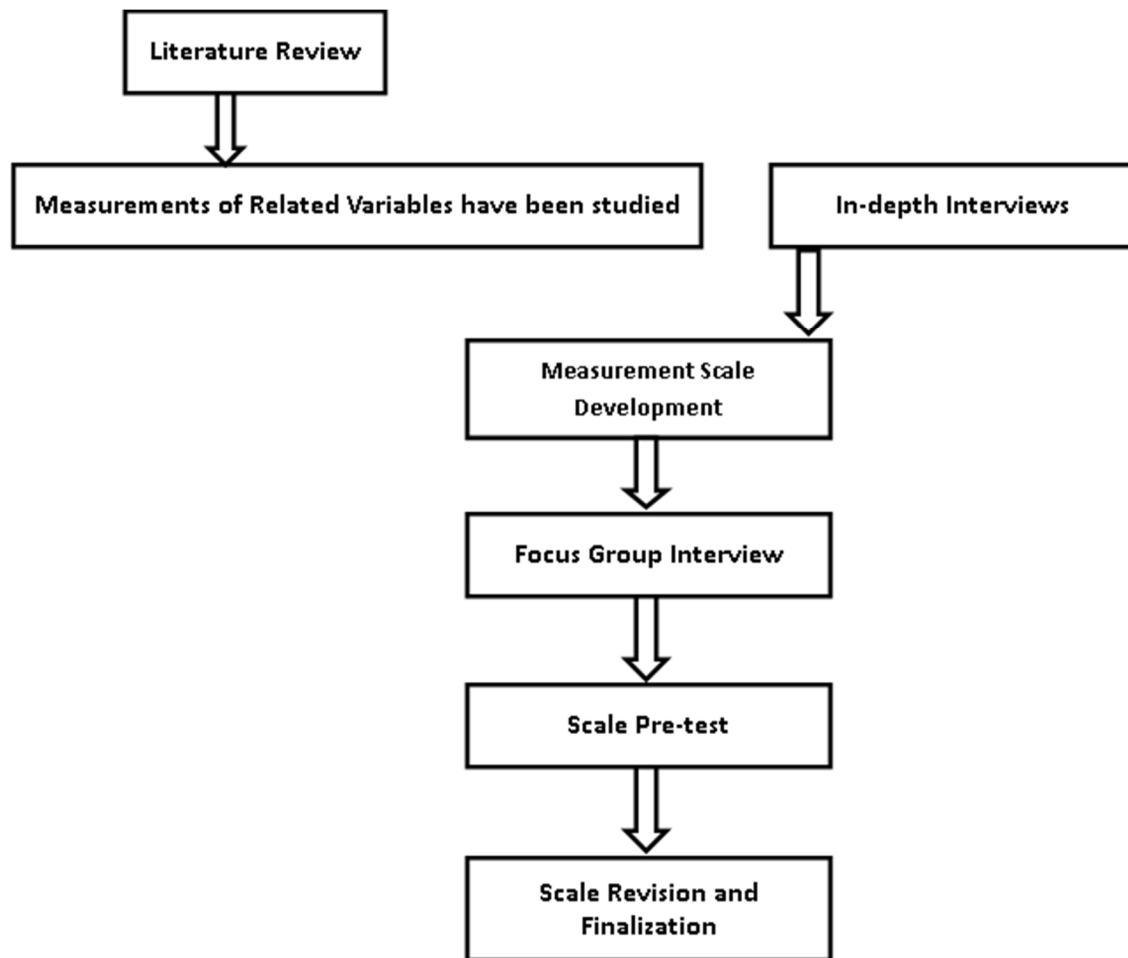 Literature Review
Measurements of Related Variables have been studied
In-depth Interviews
Measurement Scale
Development
Focus Group Interview
Scale Pre-test
Scale Revision and
Finalization